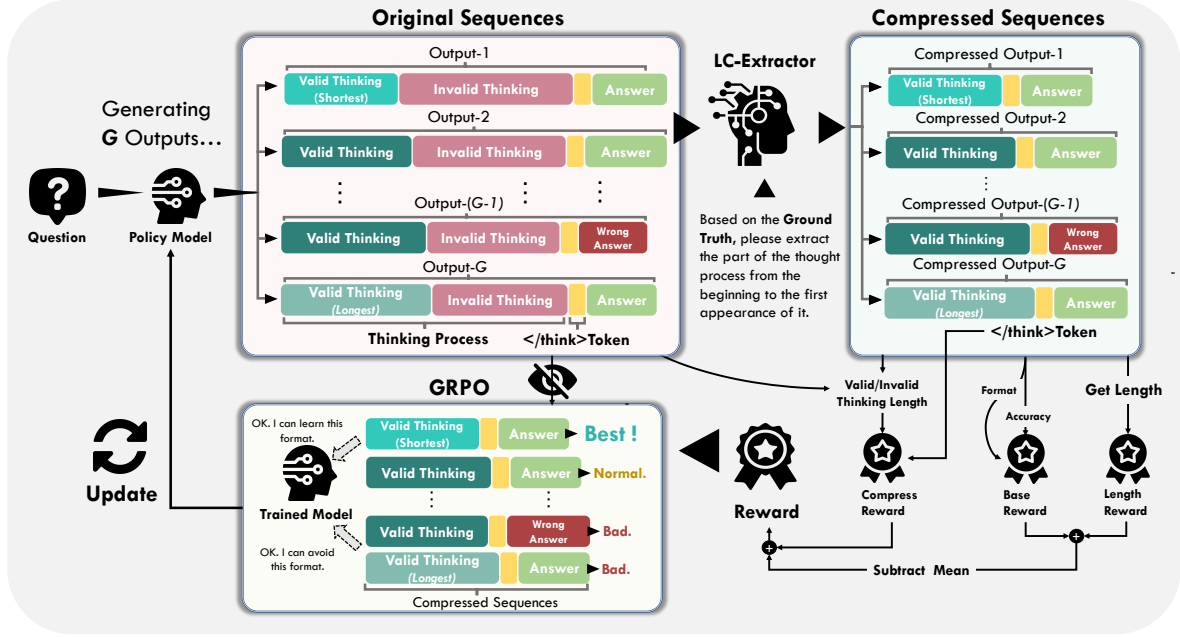 Original Sequences
Compressed Sequences
Generating
G Outputs...
Question
Policy Model
Output-1
Valid Thinking
(Shortest)
Invalid Thinking
Answer
Output-2
Valid Thinking
Invalid Thinking
Answer
Output-(G-1)
Valid Thinking
Invalid Thinking
Wrong
Answer
Output-G
Valid Thinking
(Longest)
Invalid Thinking
Answer
Thinking Process
</think>Token
LC-Extractor
Based on the Ground
Truth, please extract
the part of the thought
process from the
beginning to the first
appearance of it.
Compressed Output-1
Valid Thinking
(Shortest)
Answer
Compressed Output-2
Valid Thinking
Answer
Compressed Output-(G-1)
Valid Thinking
Wrong
Answer
Compressed Output-G
Valid Thinking
(Longest)
Answer
</think>Token
Valid/Invalid
Thinking Length
Format
Accuracy
Get Length
Compress
Reward
Base
Reward
Length
Reward
Subtract Mean
Reward
GRPO
OK. I can learn this
format.
Trained Model
OK. I can avoid
this format.
Valid Thinking
(Shortest)
Answer
Best !
Valid Thinking
Answer
Normal.
Valid Thinking
Wrong
Answer
Bad.
Valid Thinking
(Longest)
Answer
Bad.
Compressed Sequences
Update